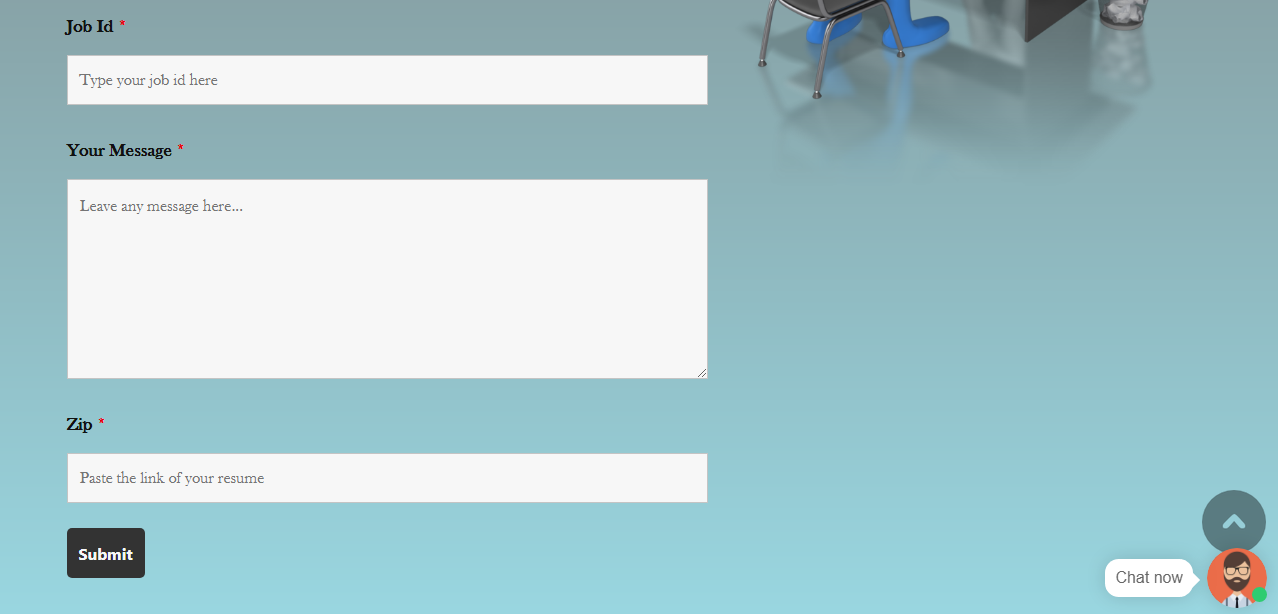 Job Id *
Type your job id here
Your Message *
Leave any message here...
Zip *
Paste the link of your resume
Submit
Chat now